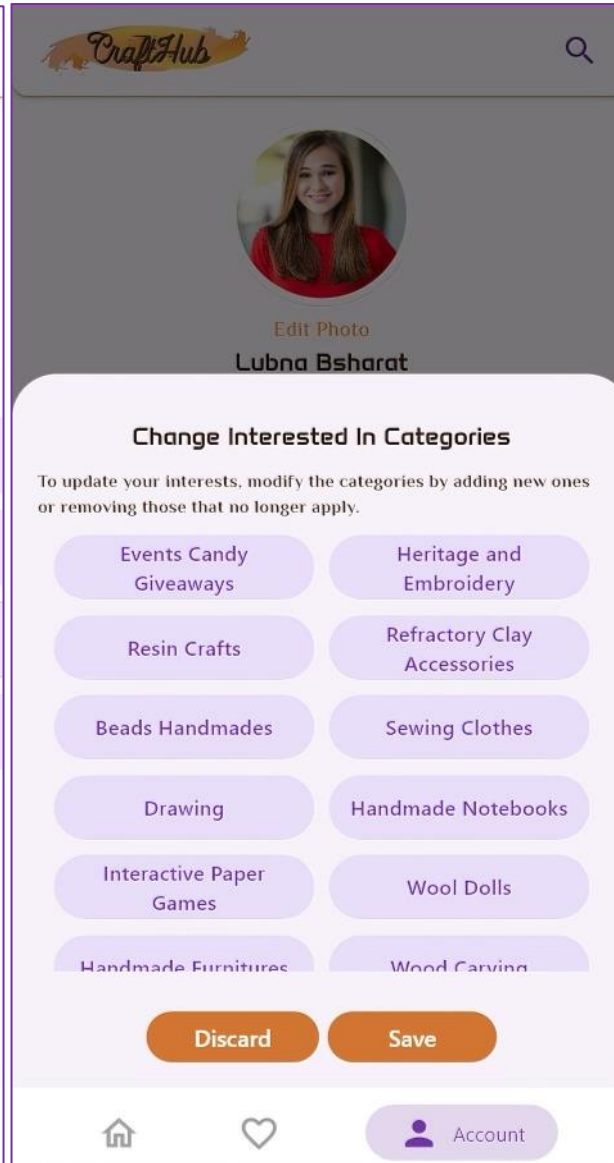 CraftHub
Edit Photo
Lubna Bsharat
Change Interested In Categories
To update your interests, modify the categories by adding new ones
or removing those that no longer apply.
Events Candy
Giveaways
Heritage and
Embroidery
Resin Crafts
Refractory Clay
Accessories
Beads Handmades
Sewing Clothes
Drawing
Handmade Notebooks
Interactive Paper
Games
Wool Dolls
Handmade Furnitures
Wood Carving
Discard
Save
Account